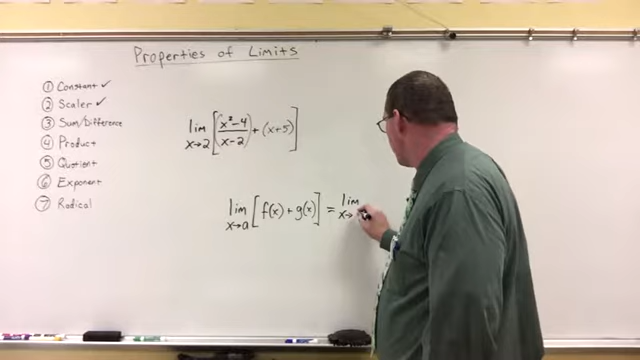 Properties of Limits
① Constant ✓
② Scaler ✓
③ Sum/Difference
④ Product
⑤ Quotient
⑥ Exponent
⑦ Radical
lim x→2 [(x²-4)/(x-2) + (x+5)]
lim x→a [f(x) + g(x)] = lim x→